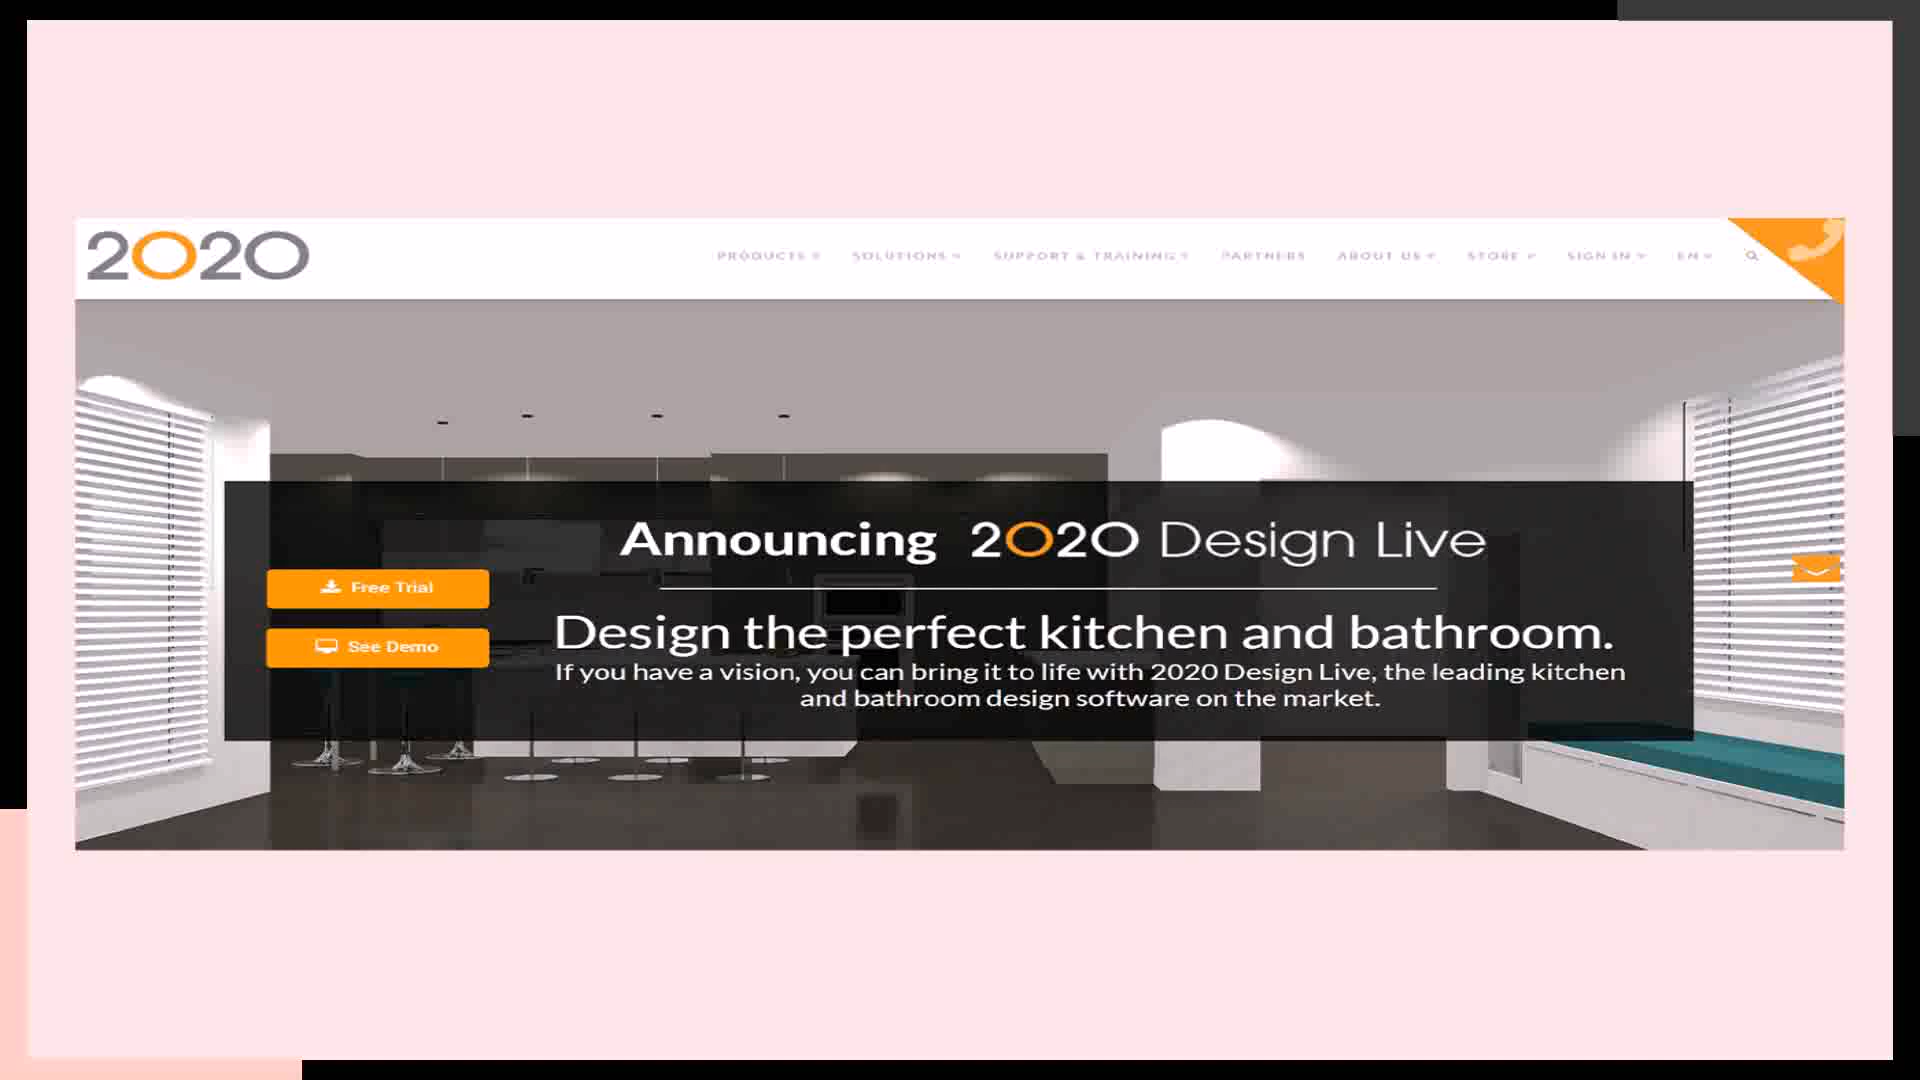 2020
PRODUCTS SOLUTIONS SUPPORT & TRAINING PARTNERS ABOUT US STORE SIGN IN EN
Announcing 2020 Design Live
Free Trial
See Demo
Design the perfect kitchen and bathroom.
If you have a vision, you can bring it to life with 2020 Design Live, the leading kitchen
and bathroom design software on the market.